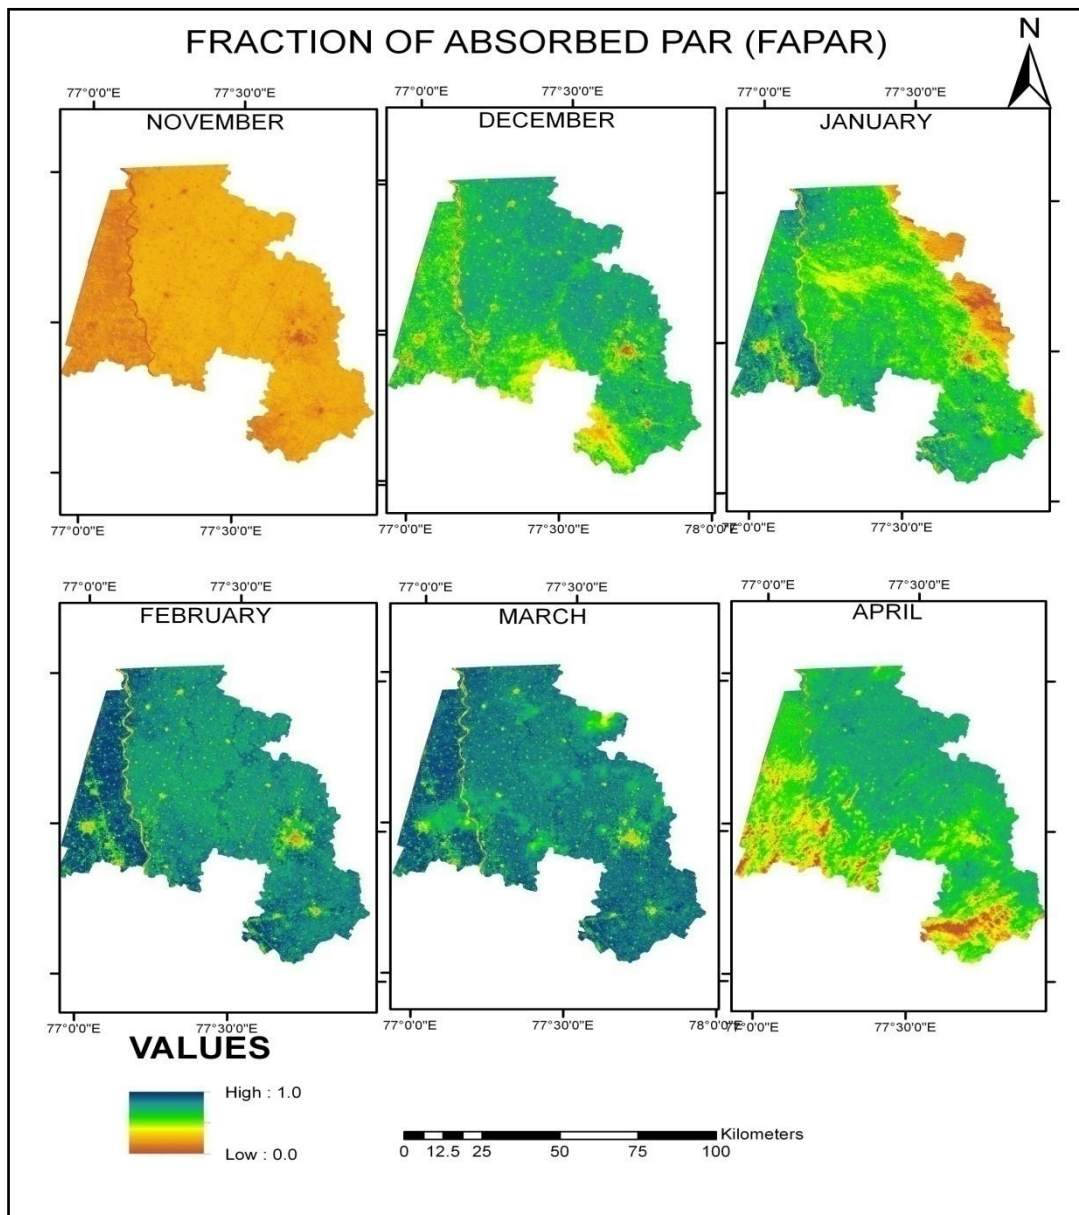 FRACTION OF ABSORBED PAR (FAPAR)
N
77°0'0"E 77°30'0"E 77°0'0"E 77°30'0"E 77°0'0"E 77°30'0"E
NOVEMBER DECEMBER JANUARY
77°0'0"E 77°30'0"E 77°0'0"E 77°30'0"E 78°0'0"E 77°0'0"E 77°30'0"E
77°0'0"E 77°30'0"E 77°0'0"E 77°30'0"E 77°0'0"E 77°30'0"E
FEBRUARY MARCH APRIL
77°0'0"E 77°30'0"E 77°0'0"E 77°30'0"E 78°0'0"E 77°0'0"E 77°30'0"E
VALUES
High : 1.0
Low : 0.0
Kilometers
0 12.5 25 50 75 100